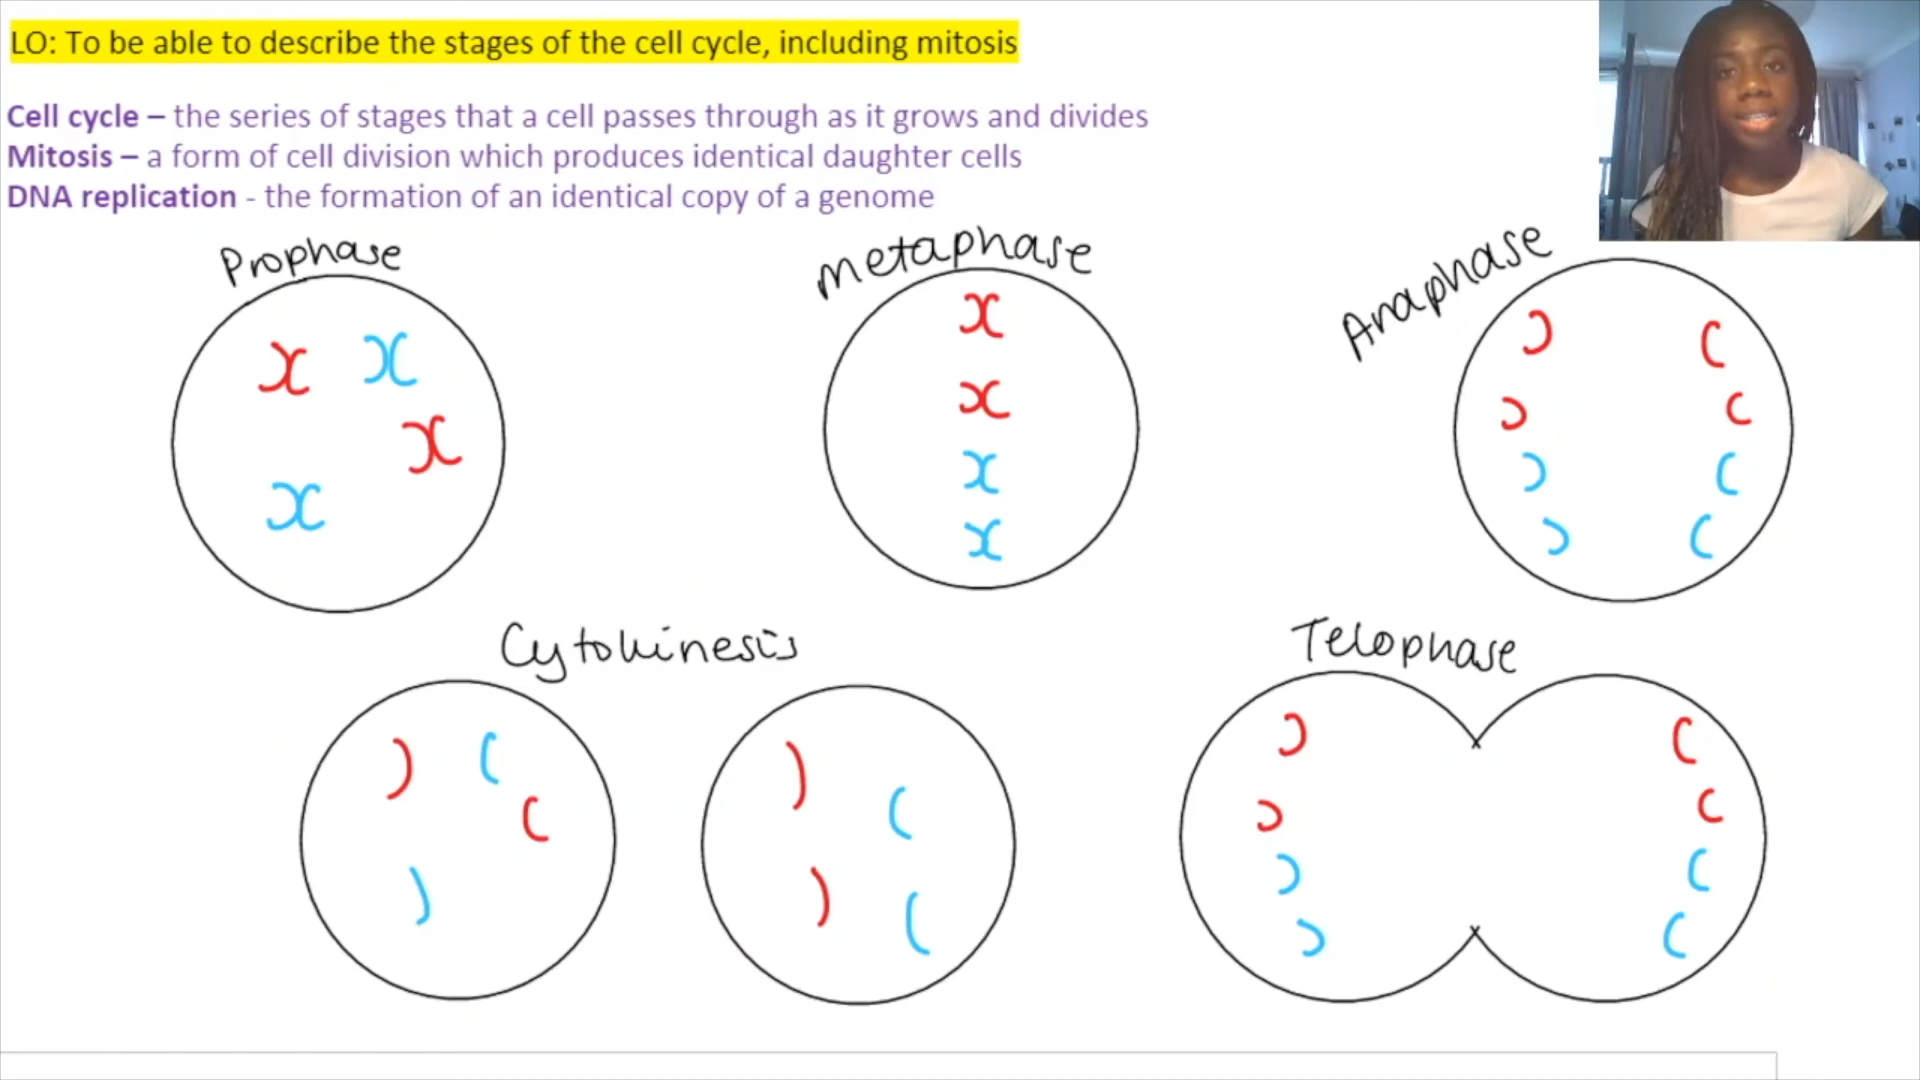 LO: To be able to describe the stages of the cell cycle, including mitosis
Cell cycle – the series of stages that a cell passes through as it grows and divides
Mitosis – a form of cell division which produces identical daughter cells
DNA replication - the formation of an identical copy of a genome
Prophase
metaphase
Anaphase
Cytokinesis
Telophase